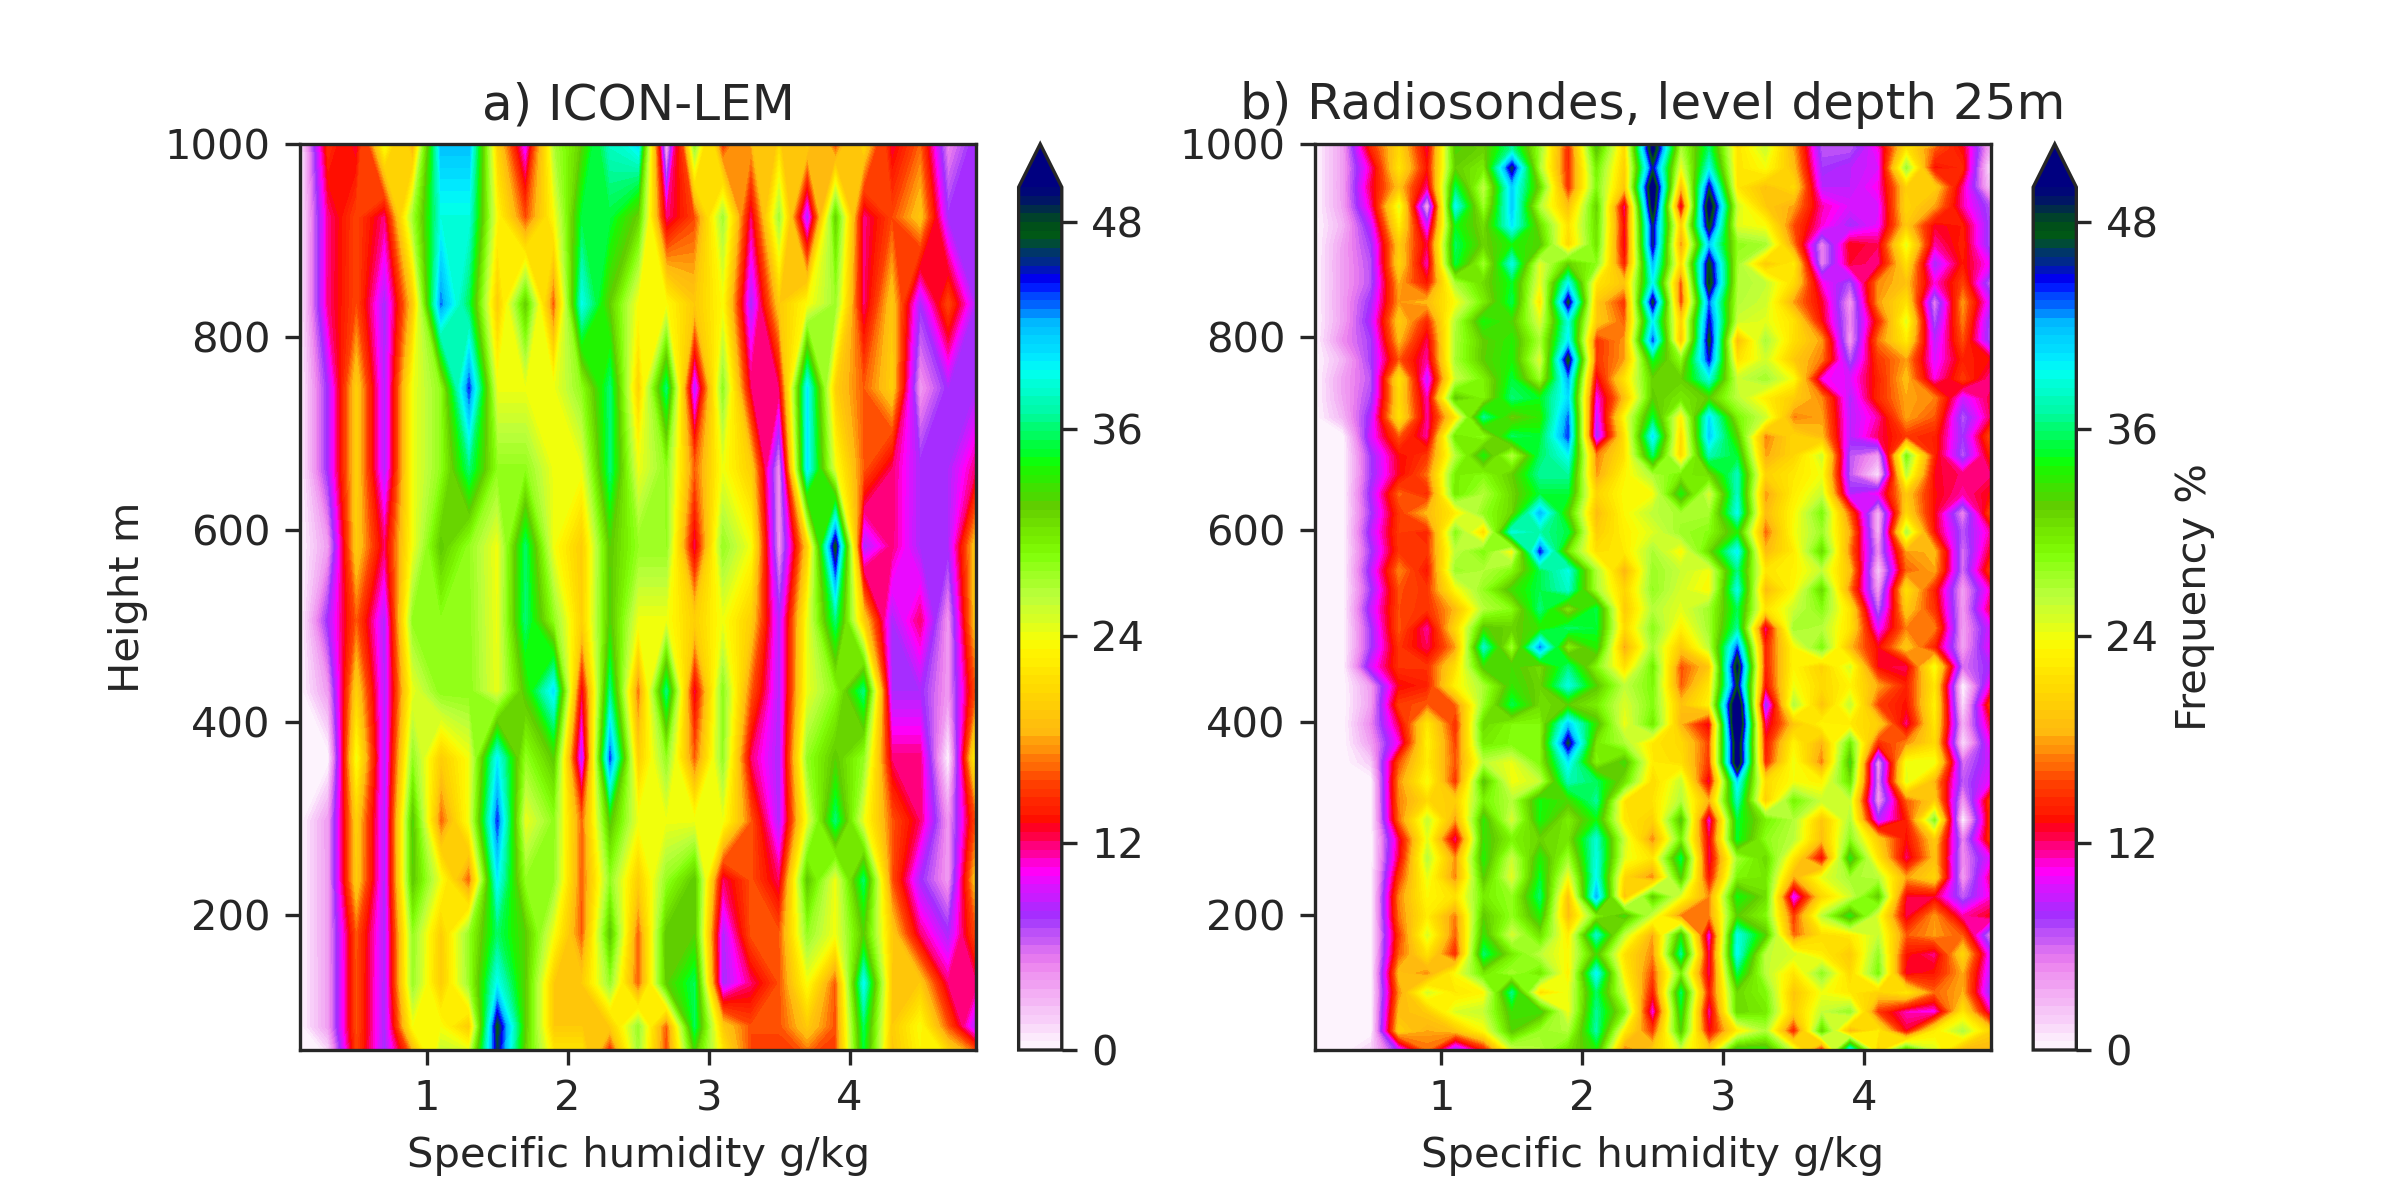 a) ICON-LEM
1000
800
600
400
200
Height m
1 2 3 4
Specific humidity g/kg
48
36
24
12
0
b) Radiosondes, level depth 25m
1000
800
600
400
200
1 2 3 4
Specific humidity g/kg
48
36
24
12
0
Frequency %